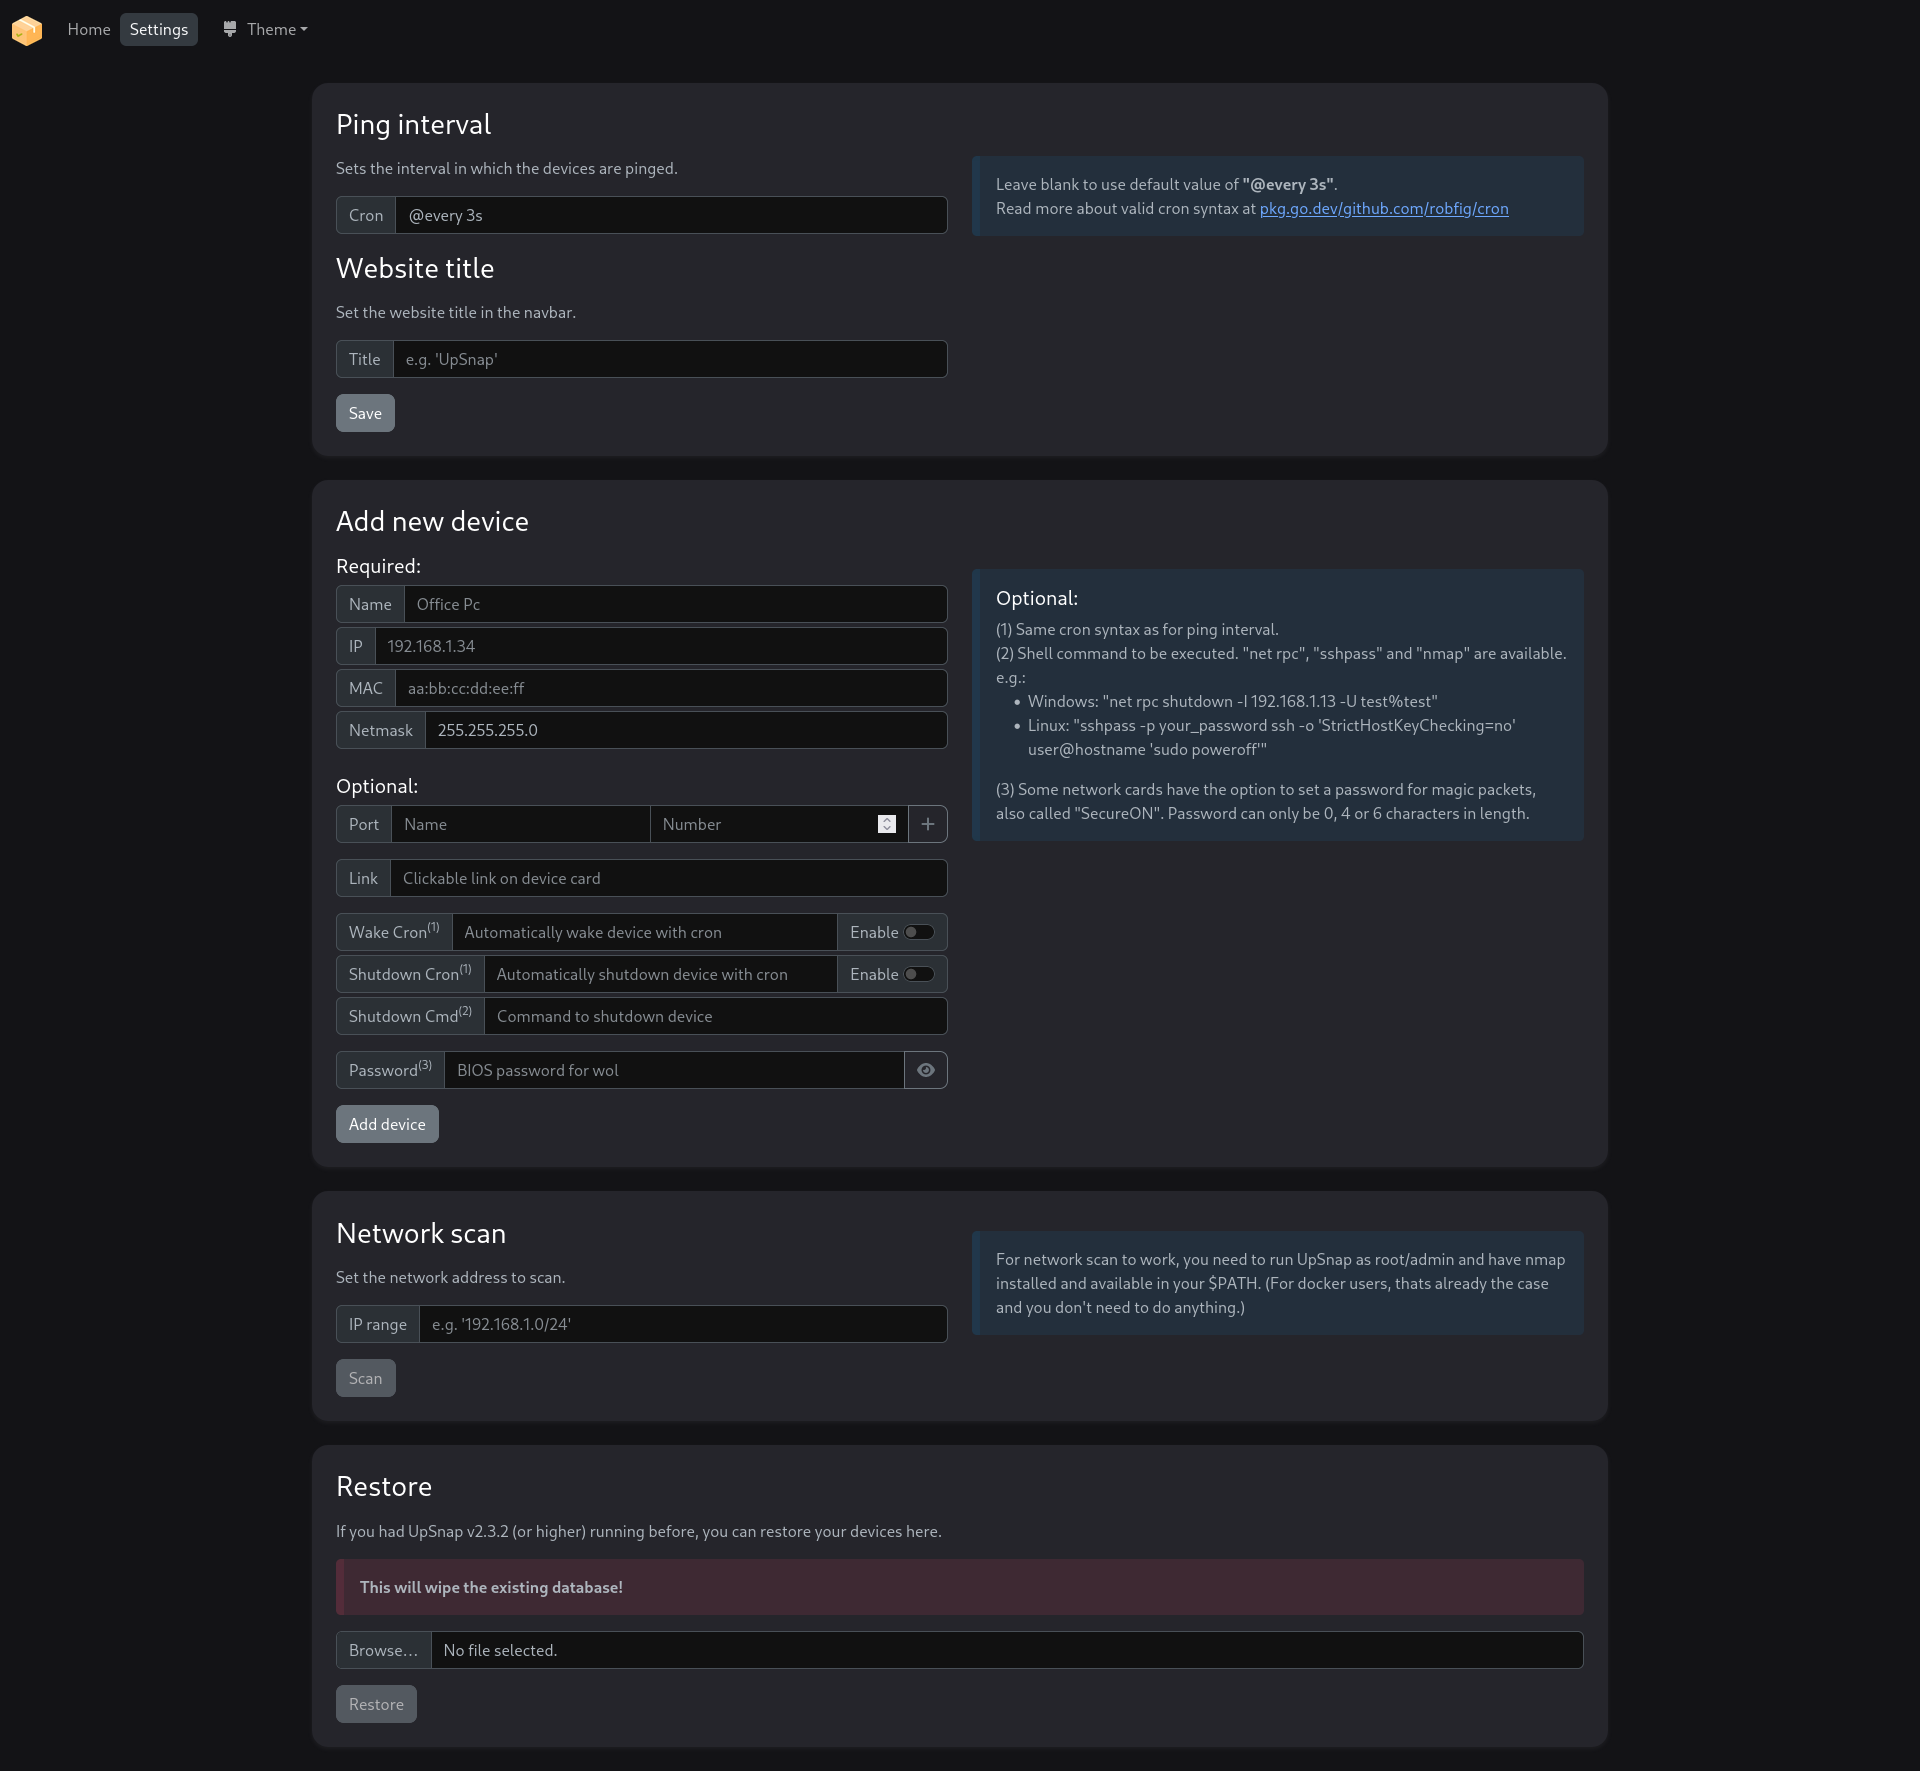 Home Settings Theme
Ping interval
Sets the interval in which the devices are pinged.
Cron @every 3s
Leave blank to use default value of "@every 3s".
Read more about valid cron syntax at pkg.go.dev/github.com/robfig/cron
Website title
Set the website title in the navbar.
Title e.g. 'UpSnap'
Save
Add new device
Required:
Name Office Pc
IP 192.168.1.34
MAC aa:bb:cc:dd:ee:ff
Netmask 255.255.255.0
Optional:
Port Name Number
Link Clickable link on device card
Wake Cron(1) Automatically wake device with cron Enable
Shutdown Cron(1) Automatically shutdown device with cron Enable
Shutdown Cmd(2) Command to shutdown device
Password(3) BIOS password for wol
Add device
Optional:
(1) Same cron syntax as for ping interval.
(2) Shell command to be executed. "net rpc", "sshpass" and "nmap" are available.
e.g.:
• Windows: "net rpc shutdown -I 192.168.1.13 -U test%test"
• Linux: "sshpass -p your_password ssh -o 'StrictHostKeyChecking=no'
user@hostname 'sudo poweroff'"
(3) Some network cards have the option to set a password for magic packets,
also called "SecureON". Password can only be 0, 4 or 6 characters in length.
Network scan
Set the network address to scan.
IP range e.g. '192.168.1.0/24'
Scan
For network scan to work, you need to run UpSnap as root/admin and have nmap
installed and available in your $PATH. (For docker users, thats already the case
and you don't need to do anything.)
Restore
If you had UpSnap v2.3.2 (or higher) running before, you can restore your devices here.
This will wipe the existing database!
Browse... No file selected.
Restore